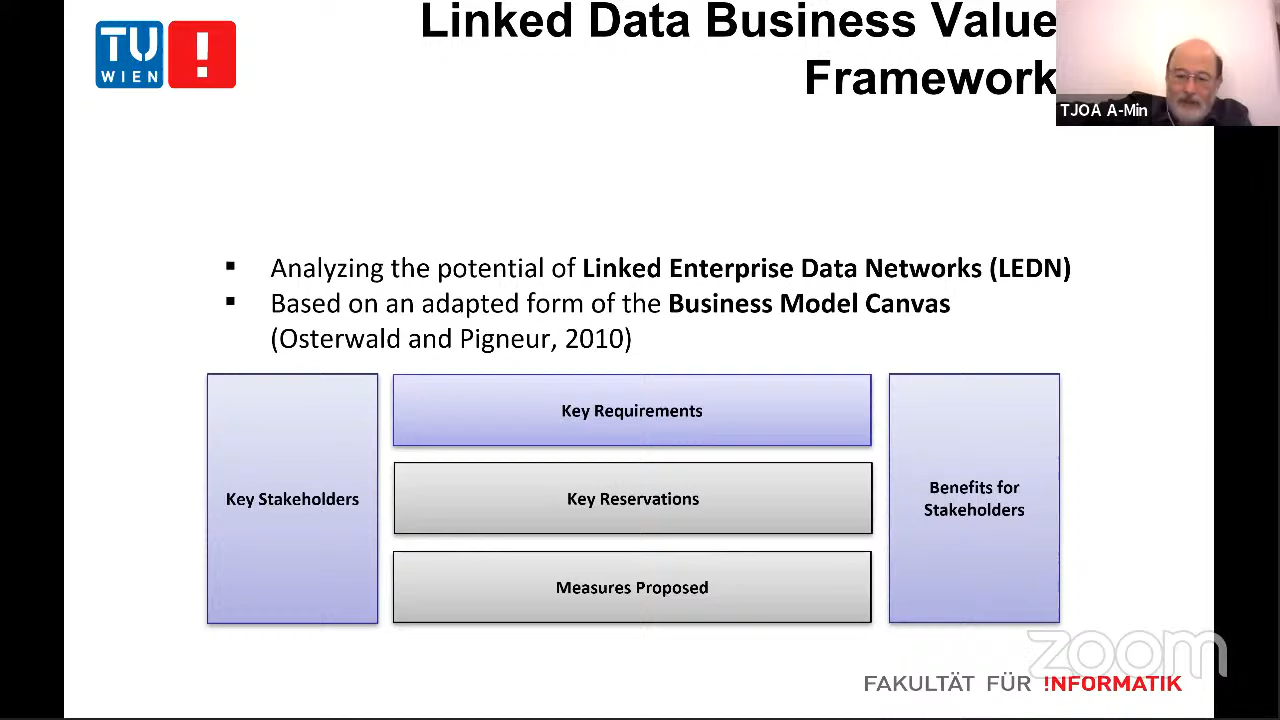 Linked Data Business Value
Framework
TU
WIEN
!
TJOA A-Min
▪ Analyzing the potential of Linked Enterprise Data Networks (LEDN)
▪ Based on an adapted form of the Business Model Canvas
(Osterwald and Pigneur, 2010)
Key Stakeholders
Key Requirements
Key Reservations
Measures Proposed
Benefits for
Stakeholders
zoom
FAKULTÄT FÜR !NFORMATIK